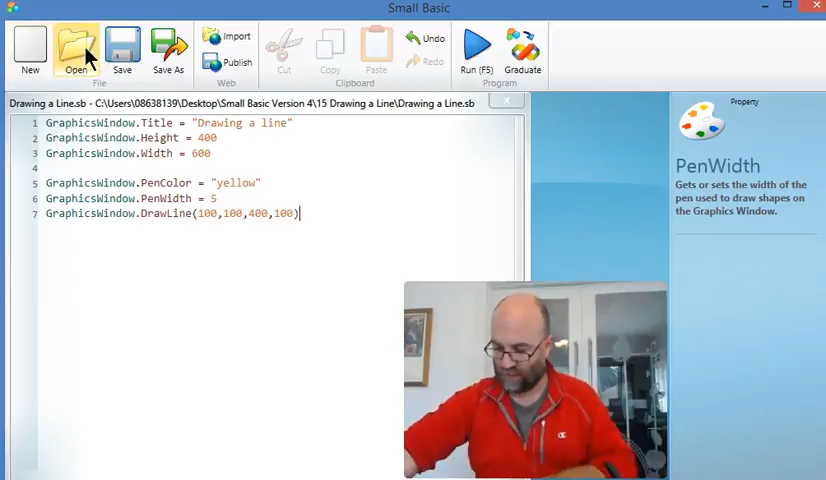 Small Basic
New
Open
Save
Save As
Import
Publish
Cut
Copy
Paste
Undo
Redo
Run (F5)
Graduate
File
Web
Clipboard
Program
Drawing a Line.sb - C:\Users\08638139\Desktop\Small Basic Version 4\15 Drawing a Line\Drawing a Line.sb
1 GraphicsWindow.Title = "Drawing a line"
2 GraphicsWindow.Height = 400
3 GraphicsWindow.Width = 600
4
5 GraphicsWindow.PenColor = "yellow"
6 GraphicsWindow.PenWidth = 5
7 GraphicsWindow.DrawLine(100,100,400,100)
Property
PenWidth
Gets or sets the width of the
pen used to draw shapes on
the Graphics Window.